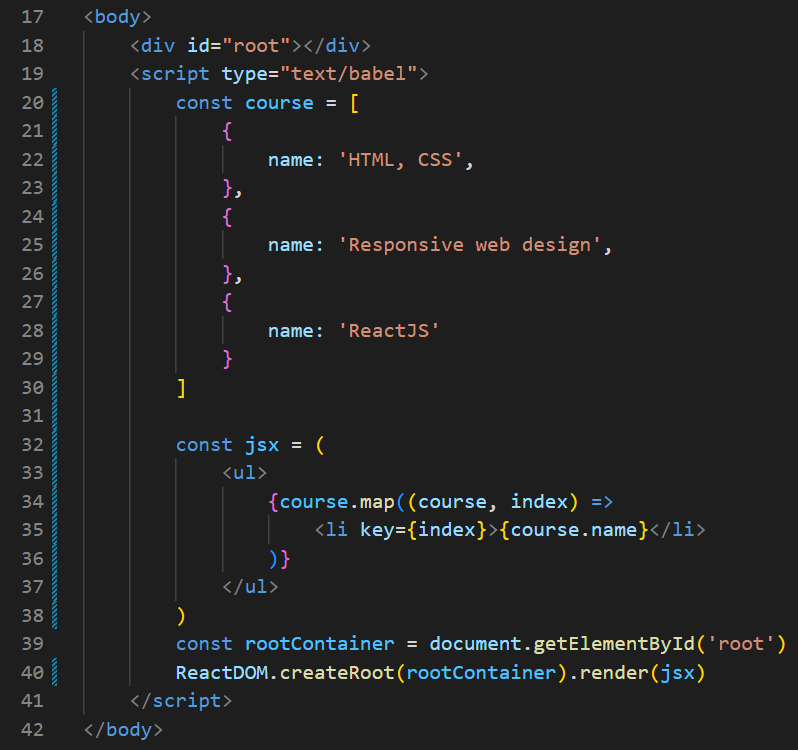 17 <body>
18 <div id="root"></div>
19 <script type="text/babel">
20 const course = [
21 {
22 name: 'HTML, CSS',
23 },
24 {
25 name: 'Responsive web design',
26 },
27 {
28 name: 'ReactJS'
29 }
30 ]
31
32 const jsx = (
33 <ul>
34 {course.map((course, index) =>
35 <li key={index}>{course.name}</li>
36 )}
37 </ul>
38 )
39 const rootContainer = document.getElementById('root')
40 ReactDOM.createRoot(rootContainer).render(jsx)
41 </script>
42 </body>